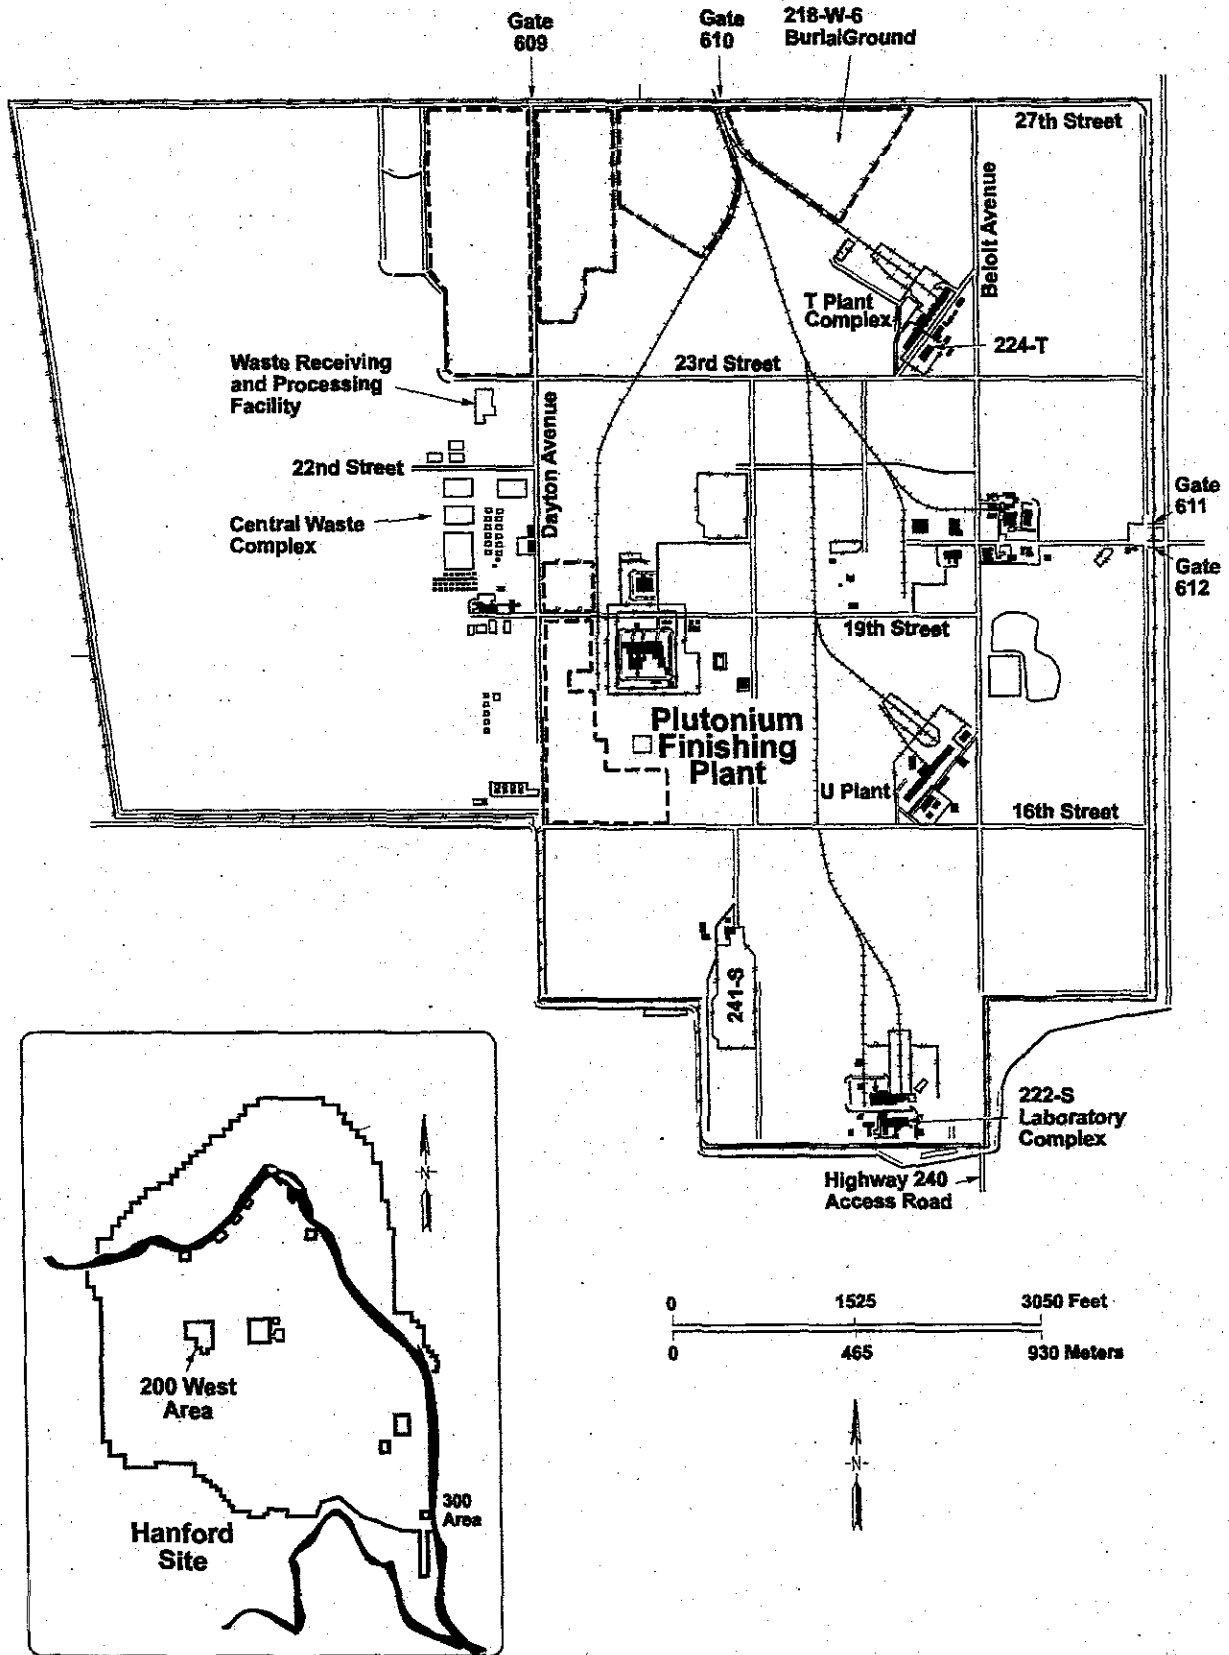 Gate
609
Gate
610
218-W-6
BurialGround
27th Street
Beloit Avenue
T Plant
Complex
224-T
Waste Receiving
and Processing
Facility
23rd Street
Dayton Avenue
22nd Street
Central Waste
Complex
Gate
611
Gate
612
19th Street
Plutonium
Finishing
Plant
U Plant
16th Street
241-S
222-S
Laboratory
Complex
Highway 240
Access Road
N
200 West
Area
300
Area
Hanford
Site
0
1525
3050 Feet
0
465
930 Meters
N